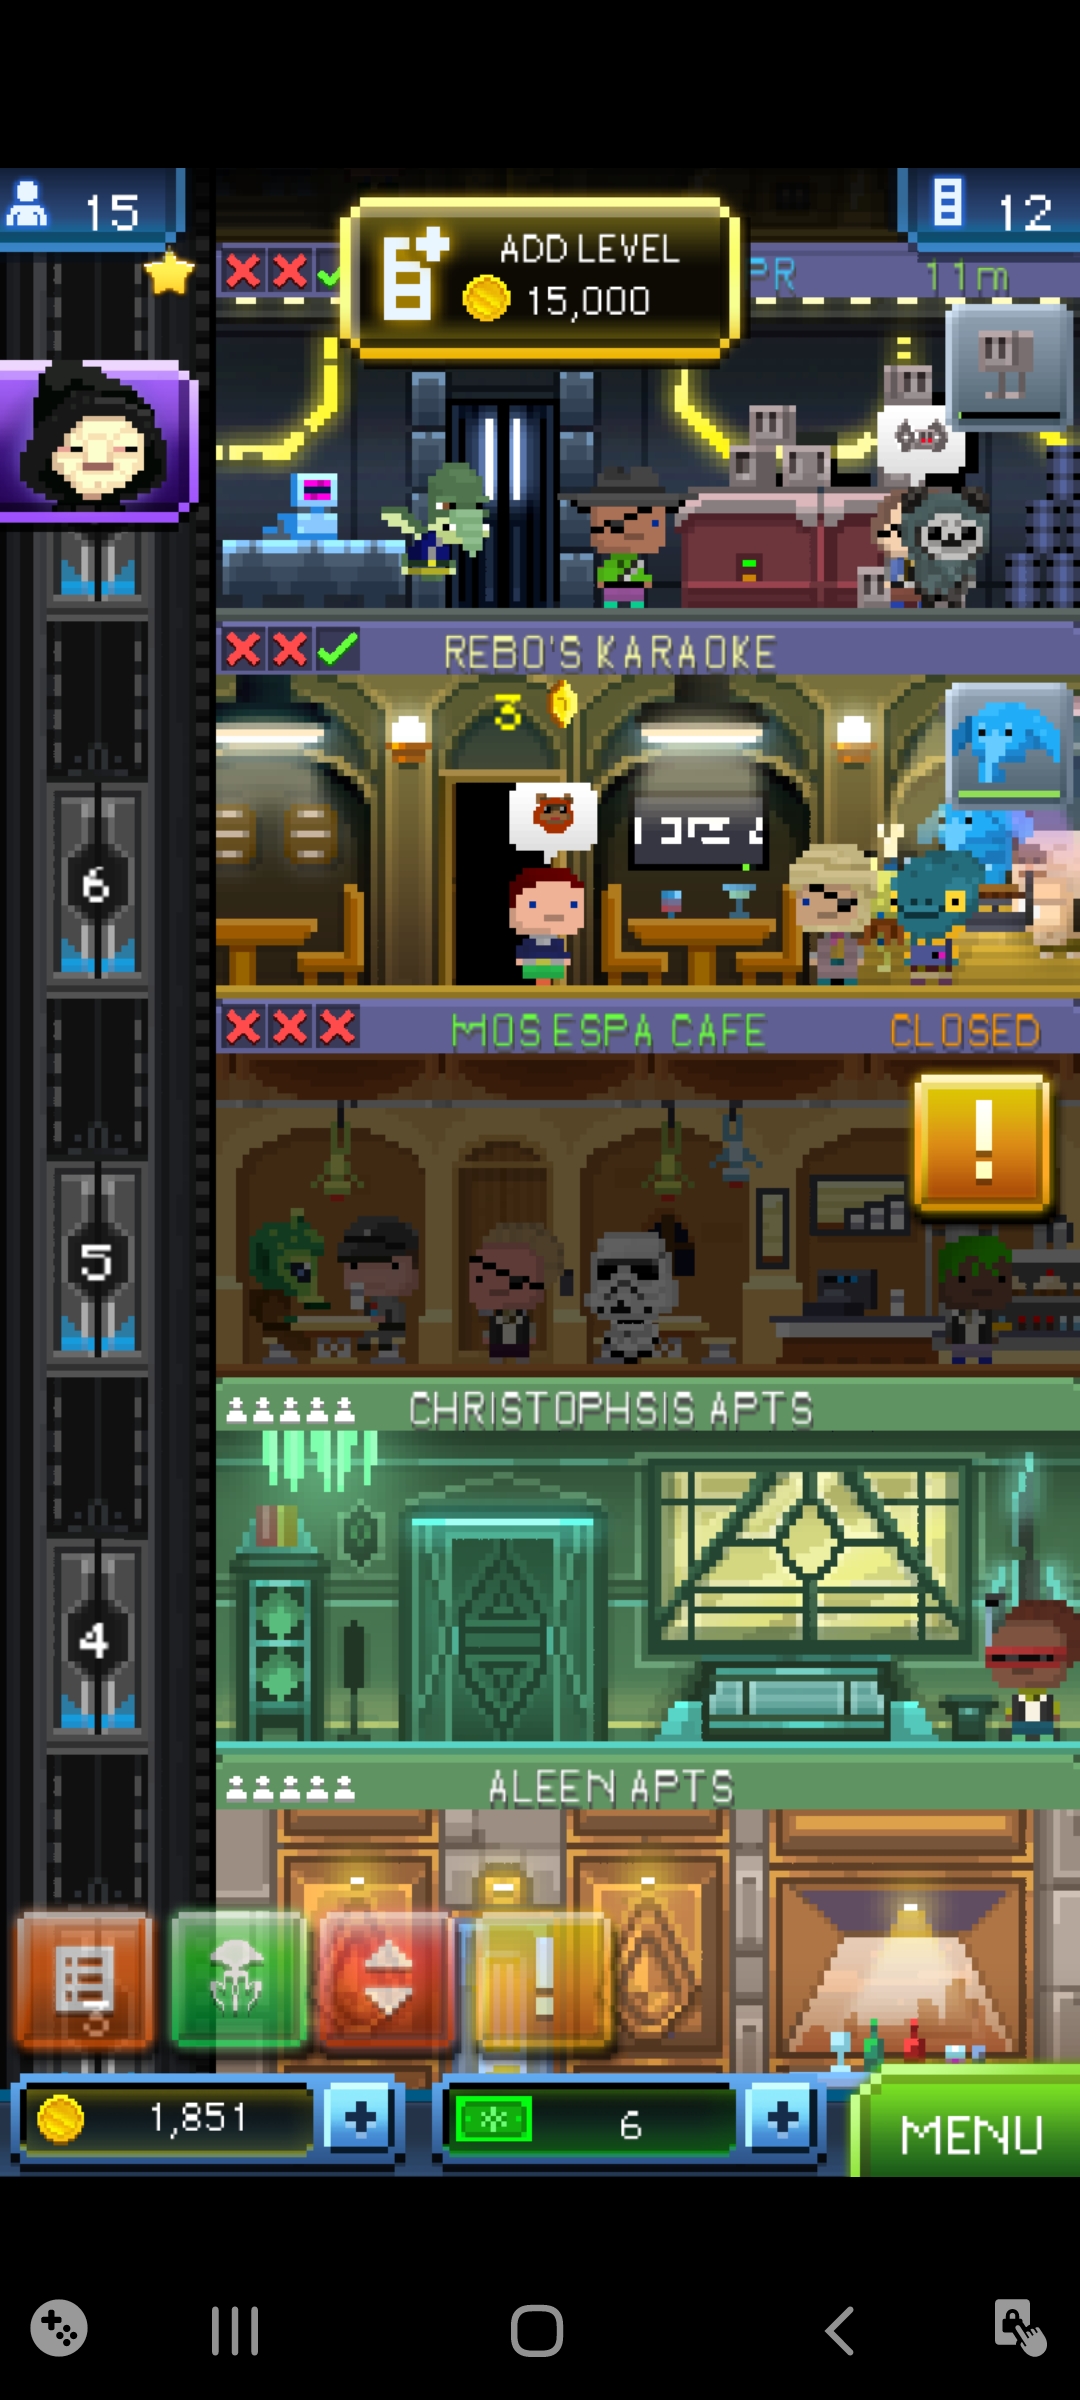 15
12
ADD LEVEL
15,000
PR
11m
REBO'S KARAOKE
3
6
MOS ESPA CAFE
CLOSED
5
CHRISTOPHSIS APTS
4
ALEEN APTS
3
1,851
6
MENU